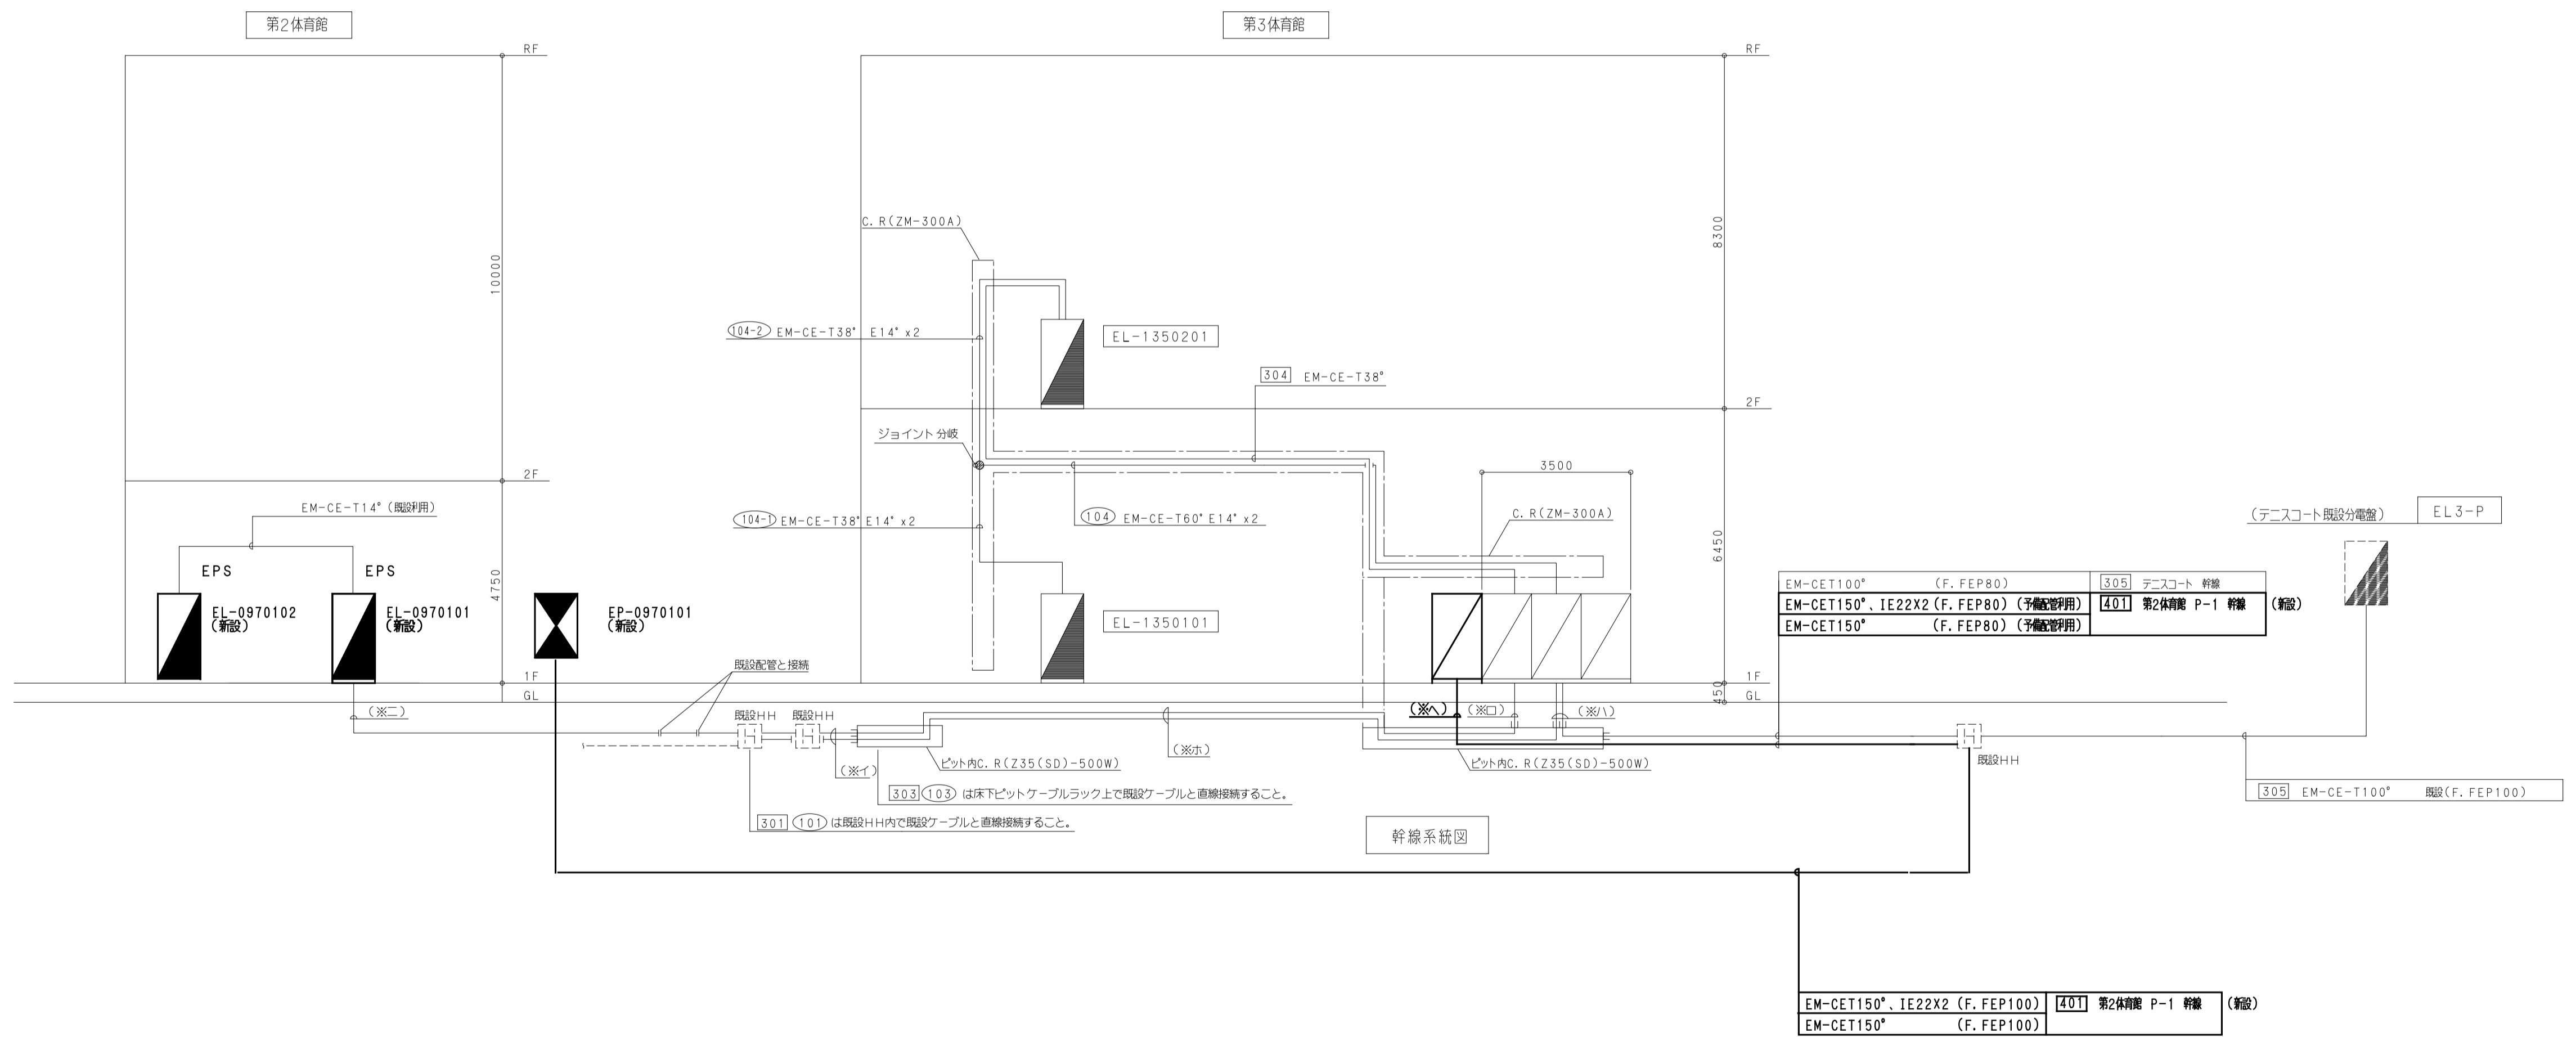 第2体育館
第3体育館
RF
RF
C.R(ZM-300A)
8300
10000
104-2 EM-CE-T38° E14°x2
EL-1350201
304 EM-CE-T38°
2F
ジョイント分岐
3500
2F
EM-CE-T14°(既設利用)
104-1 EM-CE-T38° E14°x2
104 EM-CE-T60° E14°x2
C.R(ZM-300A)
(テニスコート既設分電盤)
EL3-P
6450
EPS
EPS
4750
EL-0970102
(新設)
EL-0970101
(新設)
EP-0970101
(新設)
EL-1350101
EM-CET100° (F.FEP80) 305 テニスコート 幹線
EM-CET150°、IE22X2 (F.FEP80) (予備配管利用) 401 第2体育館 P-1 幹線 (新設)
EM-CET150° (F.FEP80) (予備配管利用)
既設配管と接続
1F
GL
1F
450
GL
(※ニ)
既設HH
既設HH
(※ヘ)
(※ロ)
(※ハ)
(※ホ)
(※イ)
ピット内C.R(Z35(SD)-500W)
ピット内C.R(Z35(SD)-500W)
既設HH
303 103 は床下ピットケーブルラック上で既設ケーブルと直線接続すること。
305 EM-CE-T100° 既設(F.FEP100)
301 101 は既設HH内で既設ケーブルと直線接続すること。
幹線系統図
EM-CET150°、IE22X2 (F.FEP100) 401 第2体育館 P-1 幹線 (新設)
EM-CET150° (F.FEP100)